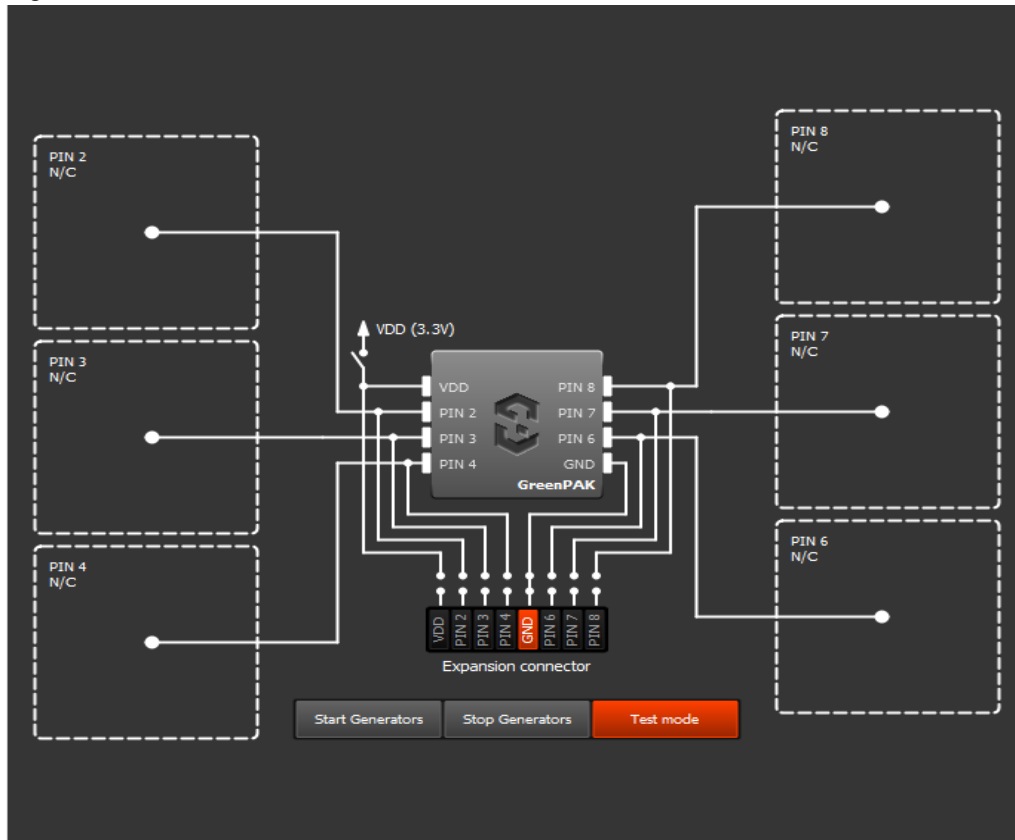 PIN 2
N/C
PIN 8
N/C
VDD (3.3V)
PIN 3
N/C
PIN 7
N/C
VDD
PIN 8
PIN 2
PIN 7
PIN 3
PIN 6
PIN 4
GND
GreenPAK
PIN 4
N/C
PIN 6
N/C
VDD
PIN 2
PIN 3
PIN 4
GND
PIN 6
PIN 7
PIN 8
Expansion connector
Start Generators
Stop Generators
Test mode